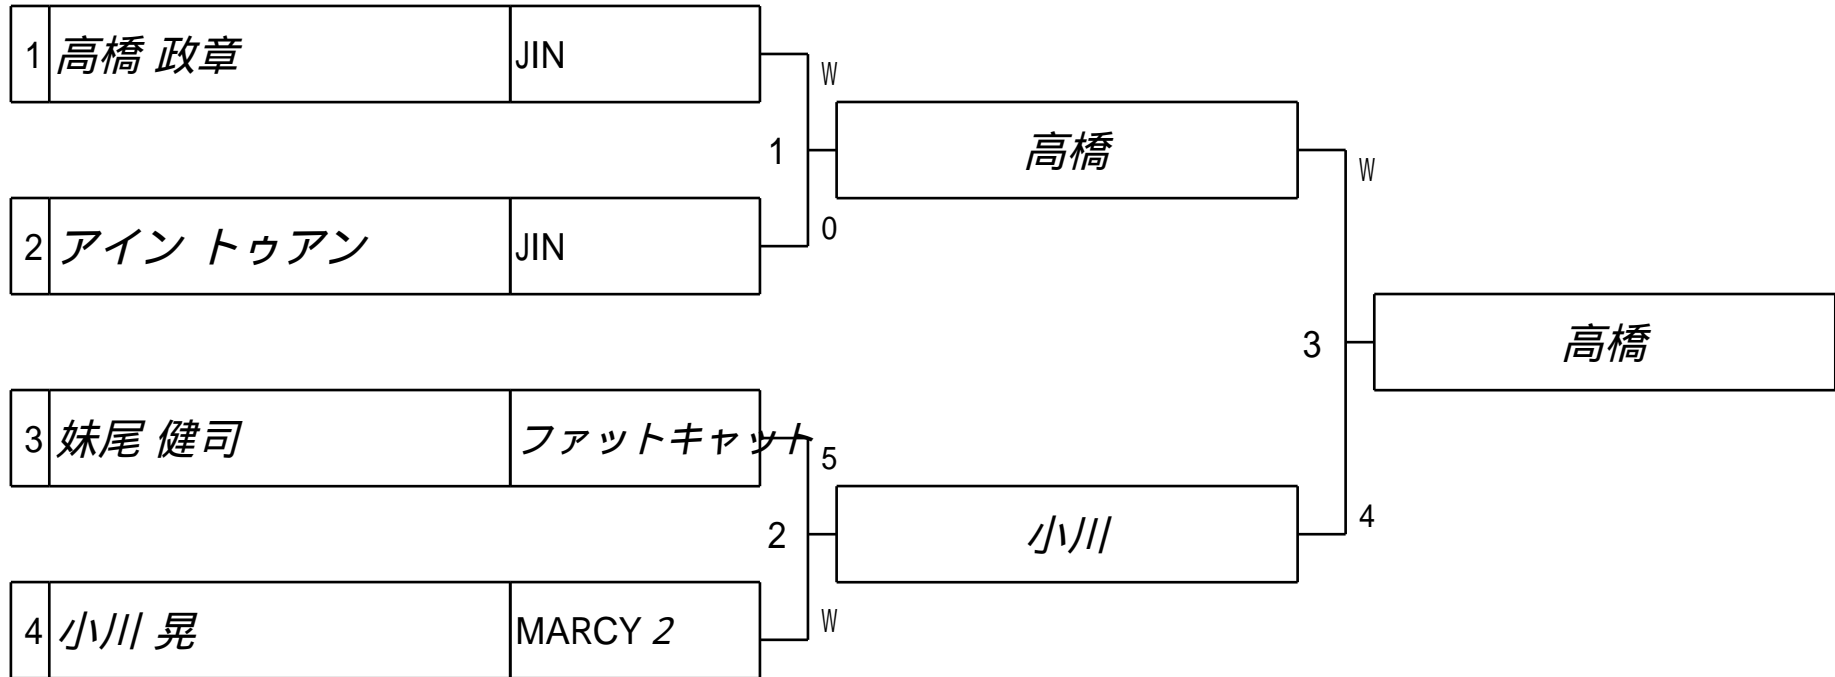 1 高橋 政章 JIN
W
1 高橋
W
2 アイン トゥアン JIN
0
3 高橋
3 妹尾 健司 ファットキャット
5
2 小川
4
4 小川 晃 MARCY 2
W